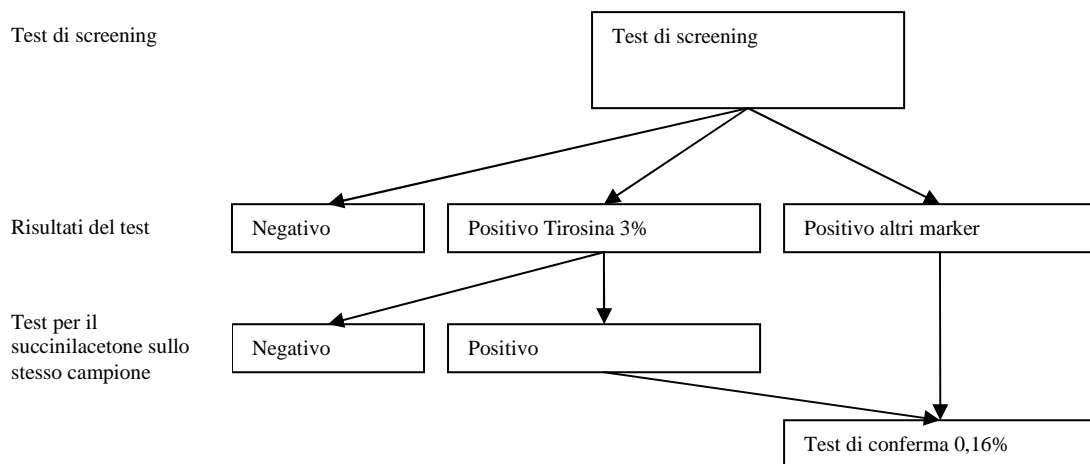 Test di screening
Test di screening
Risultati del test
Negativo
Positivo Tirosina 3%
Positivo altri marker
Test per il
succinilacetone sullo
stesso campione
Negativo
Positivo
Test di conferma 0,16%